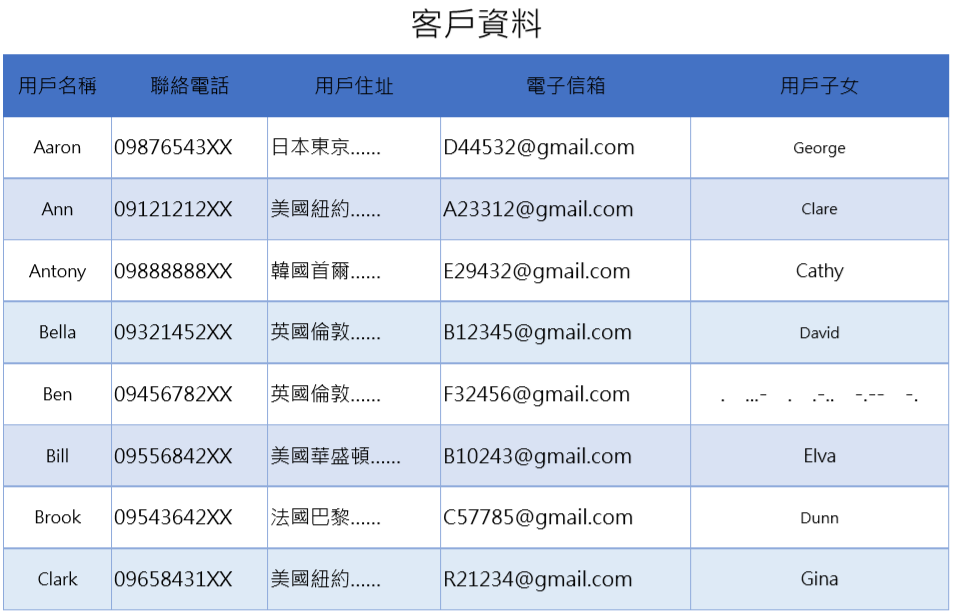 客戶資料
用戶名稱 聯絡電話 用戶住址 電子信箱 用戶子女
Aaron 09876543XX 日本東京...... D44532@gmail.com George
Ann 09121212XX 美國紐約...... A23312@gmail.com Clare
Antony 09888888XX 韓國首爾...... E29432@gmail.com Cathy
Bella 09321452XX 英國倫敦...... B12345@gmail.com David
Ben 09456782XX 英國倫敦...... F32456@gmail.com . ...- . .-.. -.-- -.
Bill 09556842XX 美國華盛頓...... B10243@gmail.com Elva
Brook 09543642XX 法國巴黎...... C57785@gmail.com Dunn
Clark 09658431XX 美國紐約...... R21234@gmail.com Gina